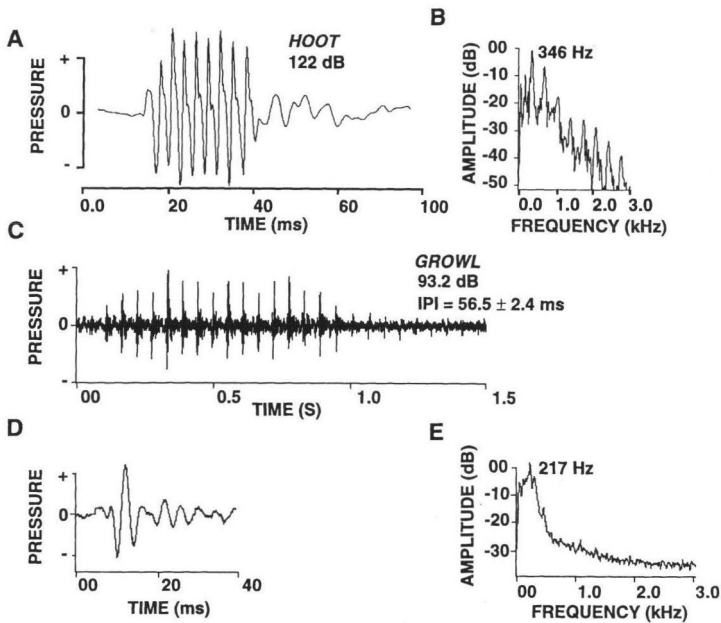 A
HOOT
122 dB
PRESSURE
+
0
-
0.0 20 40 60 100
TIME (ms)
B
346 Hz
AMPLITUDE (dB)
00
-10
-20
-30
-40
-50
0.0 1.0 2.0 3.0
FREQUENCY (kHz)
C
GROWL
93.2 dB
IPI = 56.5 ± 2.4 ms
PRESSURE
+
0
-
00 0.5 1.0 1.5
TIME (S)
D
PRESSURE
+
0
-
00 20 40
TIME (ms)
E
217 Hz
AMPLITUDE (dB)
00
-10
-20
-30
00 1.0 2.0 3.0
FREQUENCY (kHz)